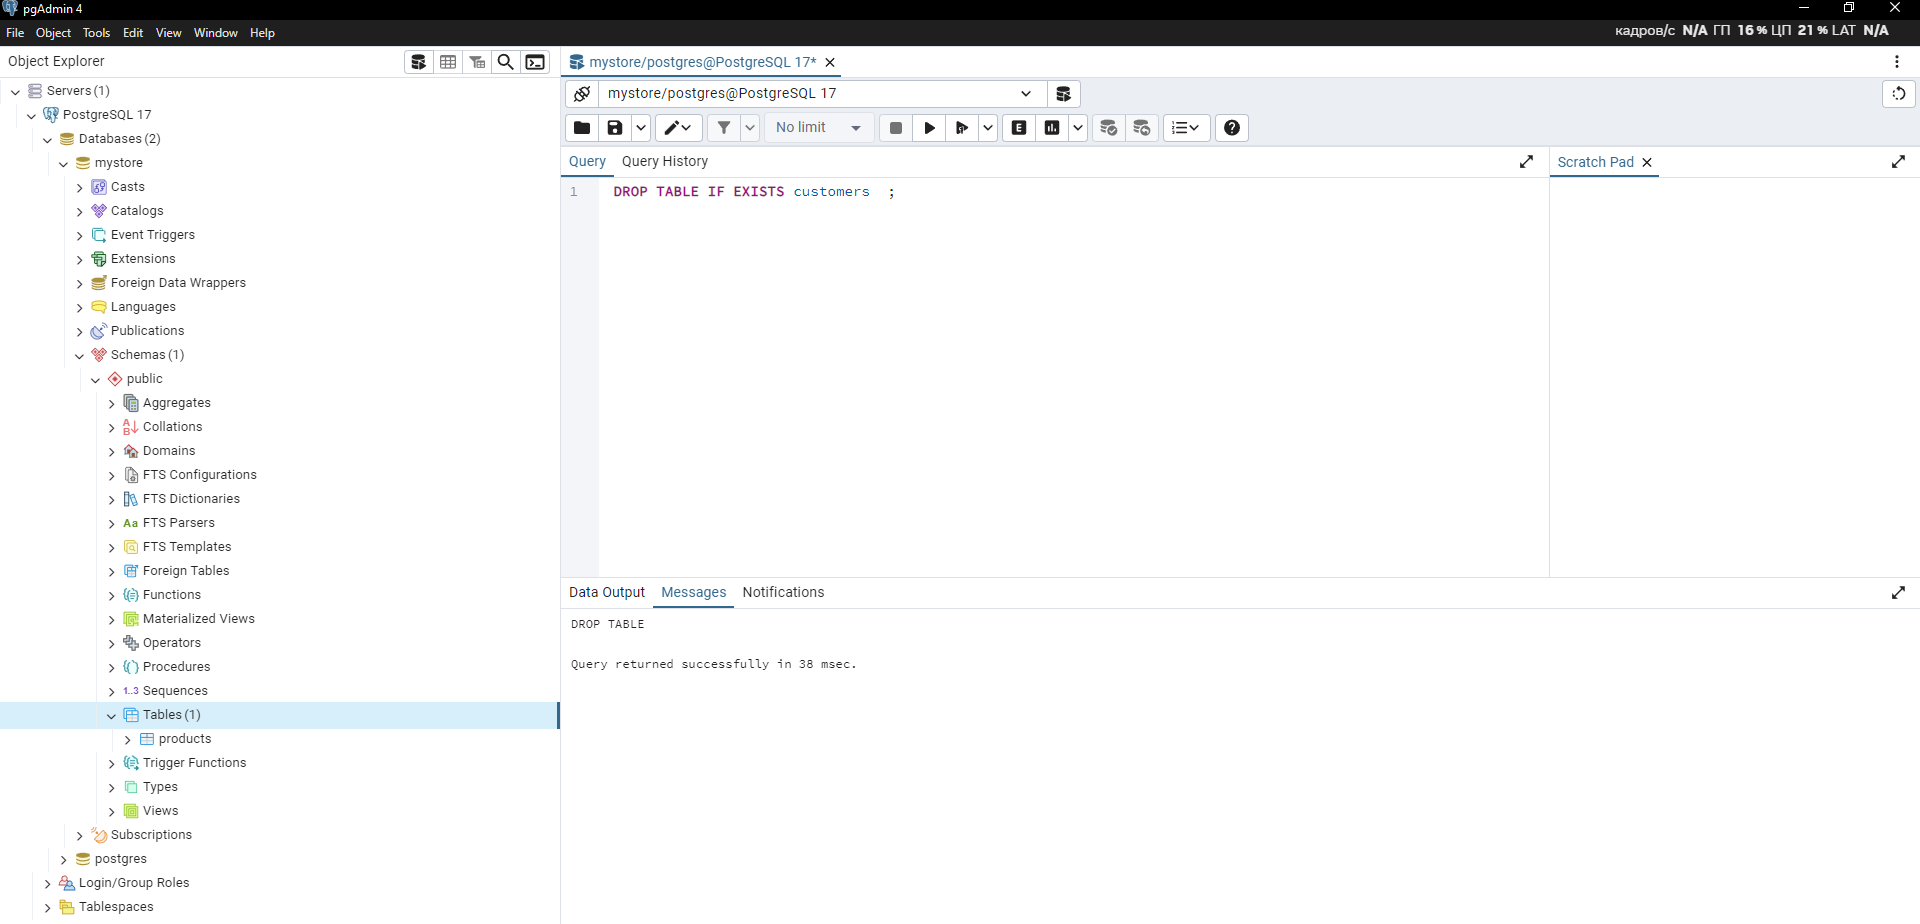 pgAdmin 4
File Object Tools Edit View Window Help
кадров/с N/A ГП 16 % ЦП 21 % LAT N/A
Object Explorer
mystore/postgres@PostgreSQL 17*
mystore/postgres@PostgreSQL 17
No limit
E
Query Query History
Scratch Pad
1 DROP TABLE IF EXISTS customers ;
Data Output Messages Notifications
DROP TABLE
Query returned successfully in 38 msec.
Servers (1)
PostgreSQL 17
Databases (2)
mystore
Casts
Catalogs
Event Triggers
Extensions
Foreign Data Wrappers
Languages
Publications
Schemas (1)
public
Aggregates
Collations
Domains
FTS Configurations
FTS Dictionaries
Aa FTS Parsers
FTS Templates
Foreign Tables
Functions
Materialized Views
Operators
Procedures
1..3 Sequences
Tables (1)
products
Trigger Functions
Types
Views
Subscriptions
postgres
Login/Group Roles
Tablespaces